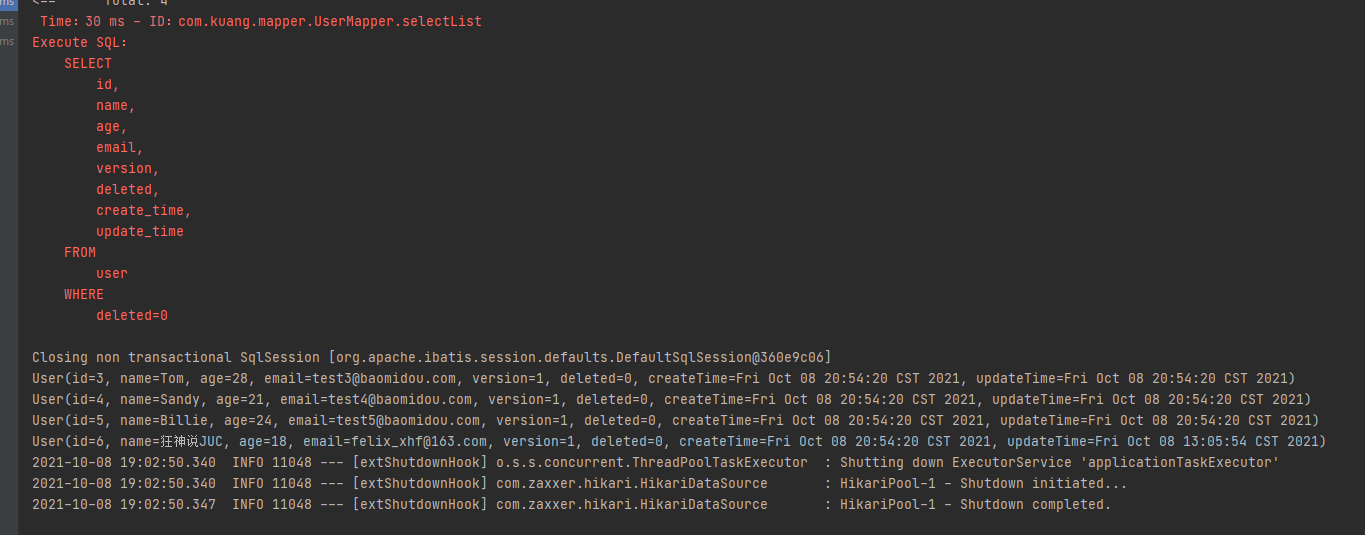 ms <--      Total: 4
ms  Time: 30 ms - ID: com.kuang.mapper.UserMapper.selectList
ms Execute SQL:
    SELECT
        id,
        name,
        age,
        email,
        version,
        deleted,
        create_time,
        update_time
    FROM
        user
    WHERE
        deleted=0
Closing non transactional SqlSession [org.apache.ibatis.session.defaults.DefaultSqlSession@360e9c06]
User(id=3, name=Tom, age=28, email=test3@baomidou.com, version=1, deleted=0, createTime=Fri Oct 08 20:54:20 CST 2021, updateTime=Fri Oct 08 20:54:20 CST 2021)
User(id=4, name=Sandy, age=21, email=test4@baomidou.com, version=1, deleted=0, createTime=Fri Oct 08 20:54:20 CST 2021, updateTime=Fri Oct 08 20:54:20 CST 2021)
User(id=5, name=Billie, age=24, email=test5@baomidou.com, version=1, deleted=0, createTime=Fri Oct 08 20:54:20 CST 2021, updateTime=Fri Oct 08 20:54:20 CST 2021)
User(id=6, name=狂神说JUC, age=18, email=felix_xhf@163.com, version=1, deleted=0, createTime=Fri Oct 08 20:54:20 CST 2021, updateTime=Fri Oct 08 13:05:54 CST 2021)
2021-10-08 19:02:50.340  INFO 11048 --- [extShutdownHook] o.s.s.concurrent.ThreadPoolTaskExecutor  : Shutting down ExecutorService 'applicationTaskExecutor'
2021-10-08 19:02:50.340  INFO 11048 --- [extShutdownHook] com.zaxxer.hikari.HikariDataSource       : HikariPool-1 - Shutdown initiated...
2021-10-08 19:02:50.347  INFO 11048 --- [extShutdownHook] com.zaxxer.hikari.HikariDataSource       : HikariPool-1 - Shutdown completed.